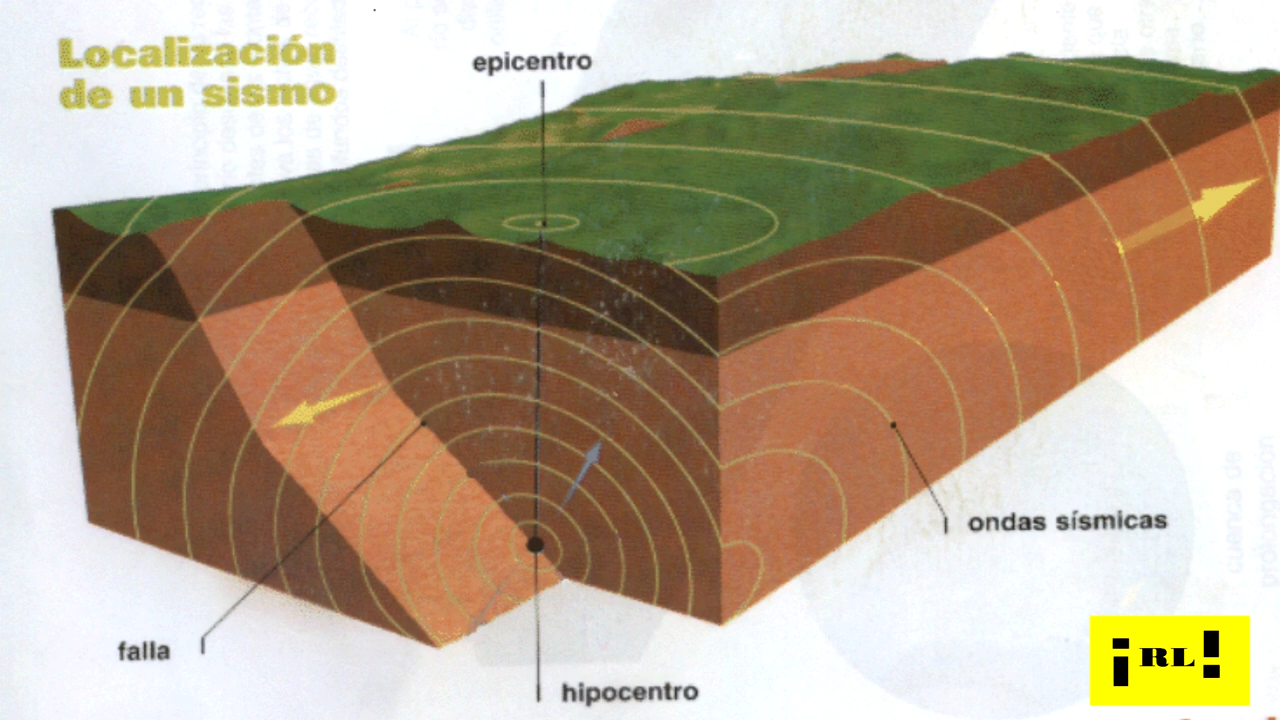 Localización
de un sismo
epicentro
ondas sísmicas
falla
hipocentro
¡RL!